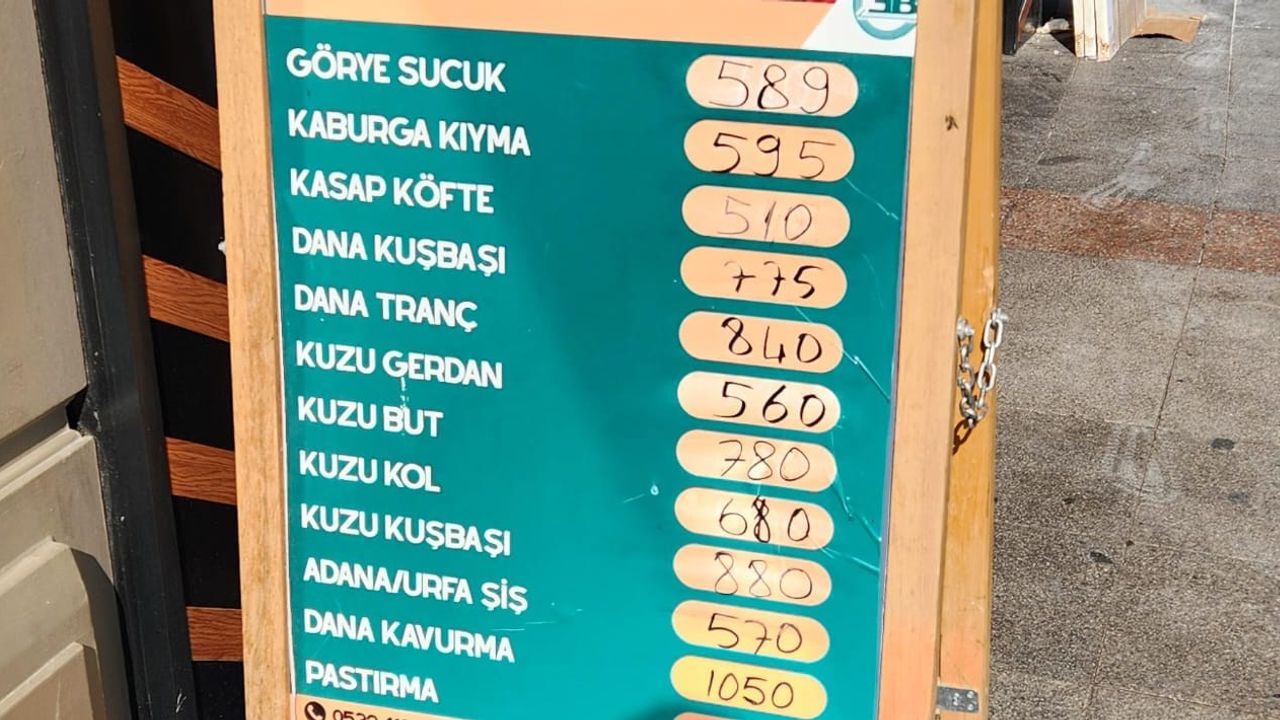 GÖRYE SUCUK 589
KABURGA KIYMA 595
KASAP KÖFTE 510
DANA KUŞBAŞI 775
DANA TRANÇ 840
KUZU GERDAN 560
KUZU BUT 780
KUZU KOL 680
KUZU KUŞBAŞI 880
ADANA/URFA ŞİŞ 570
DANA KAVURMA 1050
PASTIRMA